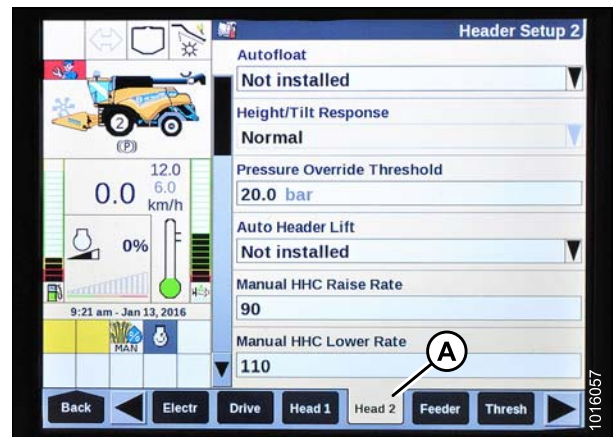 Header Setup 2
Autofloat
Not installed
Height/Tilt Response
Normal
Pressure Override Threshold
20.0 bar
Auto Header Lift
Not installed
Manual HHC Raise Rate
90
Manual HHC Lower Rate
110
2
(P)
12.0
0.0 6.0
km/h
0%
9:21 am - Jan 13, 2016
MAN
A
Back Electr Drive Head 1 Head 2 Feeder Thresh
1016057